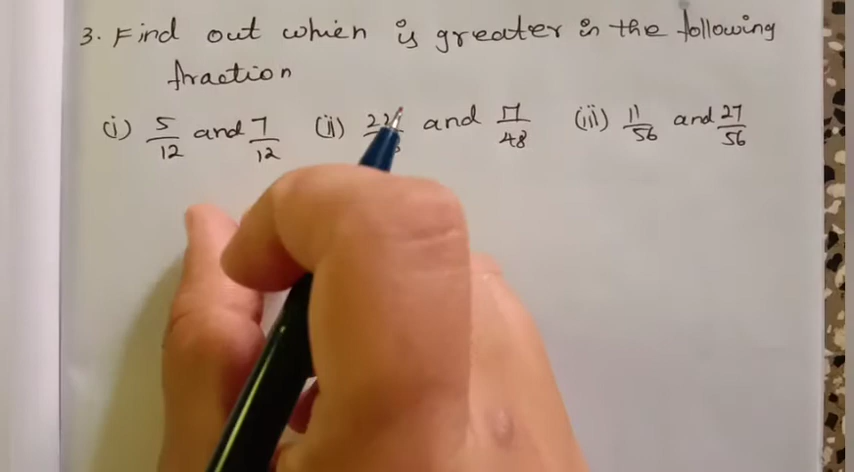 3. Find out which is greater in the following
fraction
(i) 5/12 and 7/12 (ii) and 17/48 (iii) 11/56 and 27/56